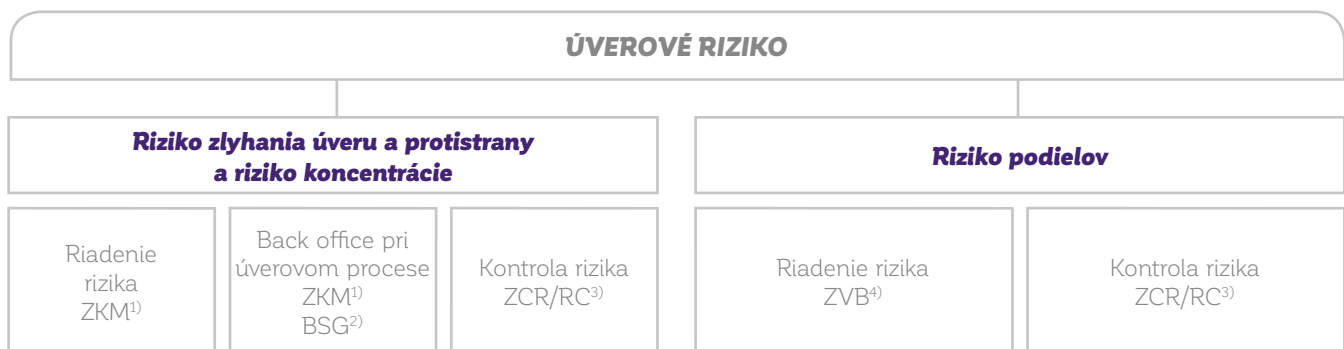 ÚVEROVÉ RIZIKO
Riziko zlyhania úveru a protistrany
a riziko koncentrácie
Riziko podielov
Riadenie
rizika
ZKM1)
Back office pri
úverovom procese
ZKM1)
BSG2)
Kontrola rizika
ZCR/RC3)
Riadenie rizika
ZVB4)
Kontrola rizika
ZCR/RC3)